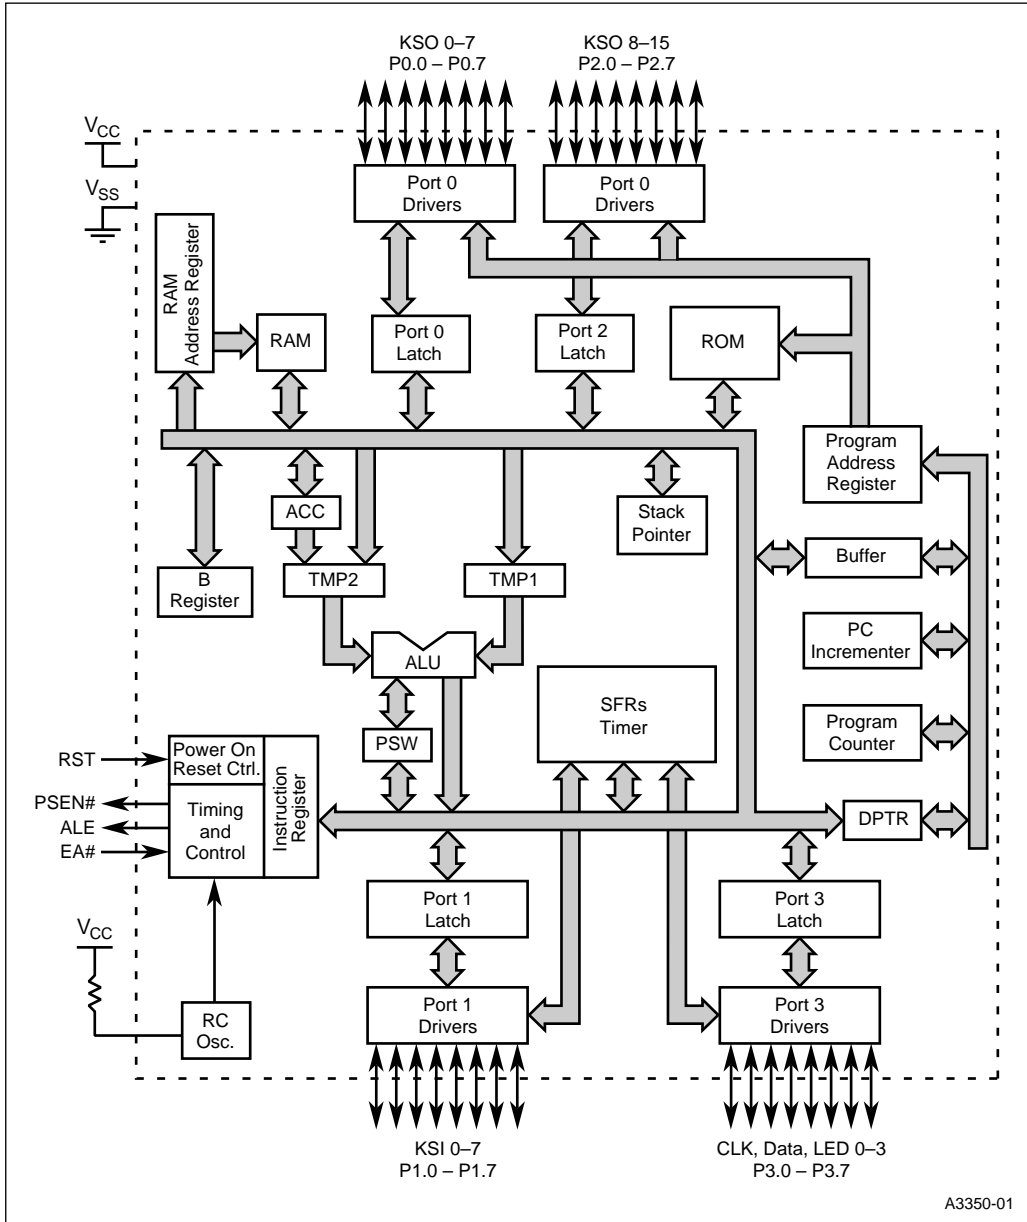 KSO 0–7
P0.0 – P0.7
KSO 8–15
P2.0 – P2.7
VCC
VSS
Port 0
Drivers
Port 0
Drivers
RAM
Address Register
RAM
Port 0
Latch
Port 2
Latch
ROM
Program
Address
Register
ACC
Stack
Pointer
Buffer
B
Register
TMP2
TMP1
PC
Incrementer
ALU
SFRs
Timer
Program
Counter
PSW
RST
PSEN#
ALE
EA#
Power On
Reset Ctrl.
Timing
and
Control
Instruction
Register
DPTR
Port 1
Latch
Port 3
Latch
VCC
RC
Osc.
Port 1
Drivers
Port 3
Drivers
KSI 0–7
P1.0 – P1.7
CLK, Data, LED 0–3
P3.0 – P3.7
A3350-01